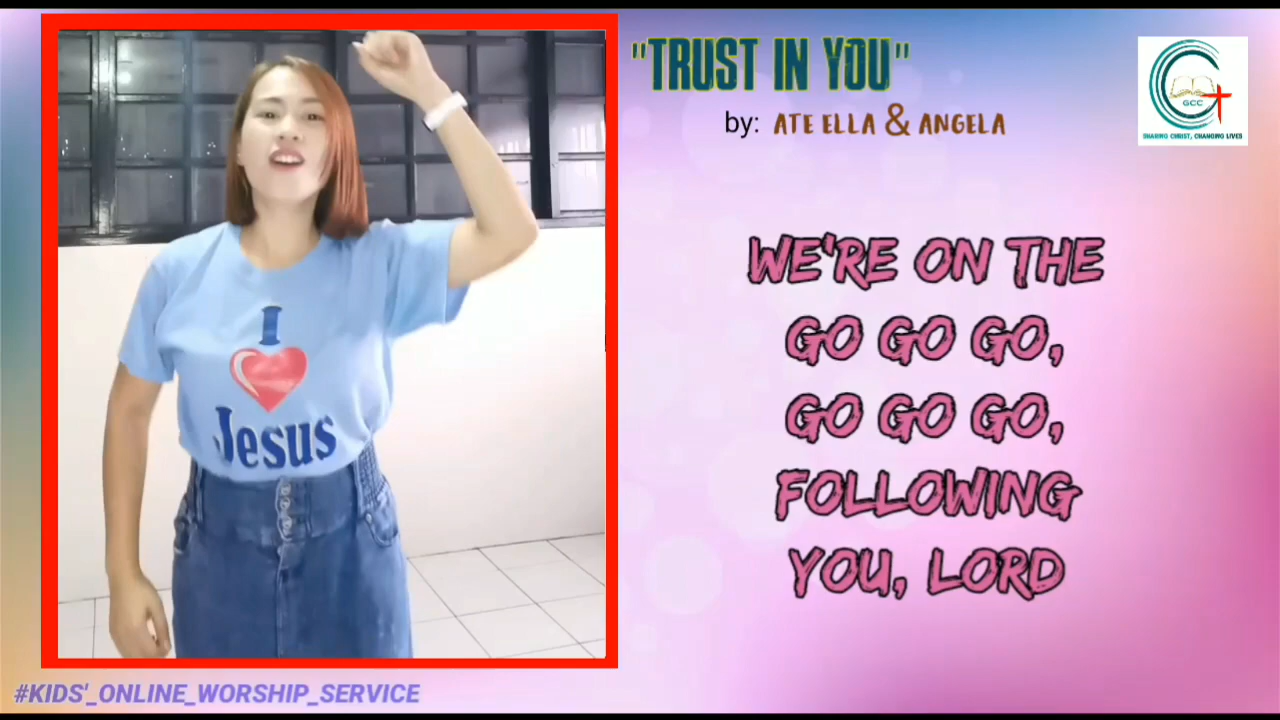 "TRUST IN YOU"
by: ATE ELLA & ANGELA
GCC
SHARING CHRIST, CHANGING LIVES
I
Jesus
WE'RE ON THE
GO GO GO,
GO GO GO,
FOLLOWING
YOU, LORD
#KIDS'_ONLINE_WORSHIP_SERVICE